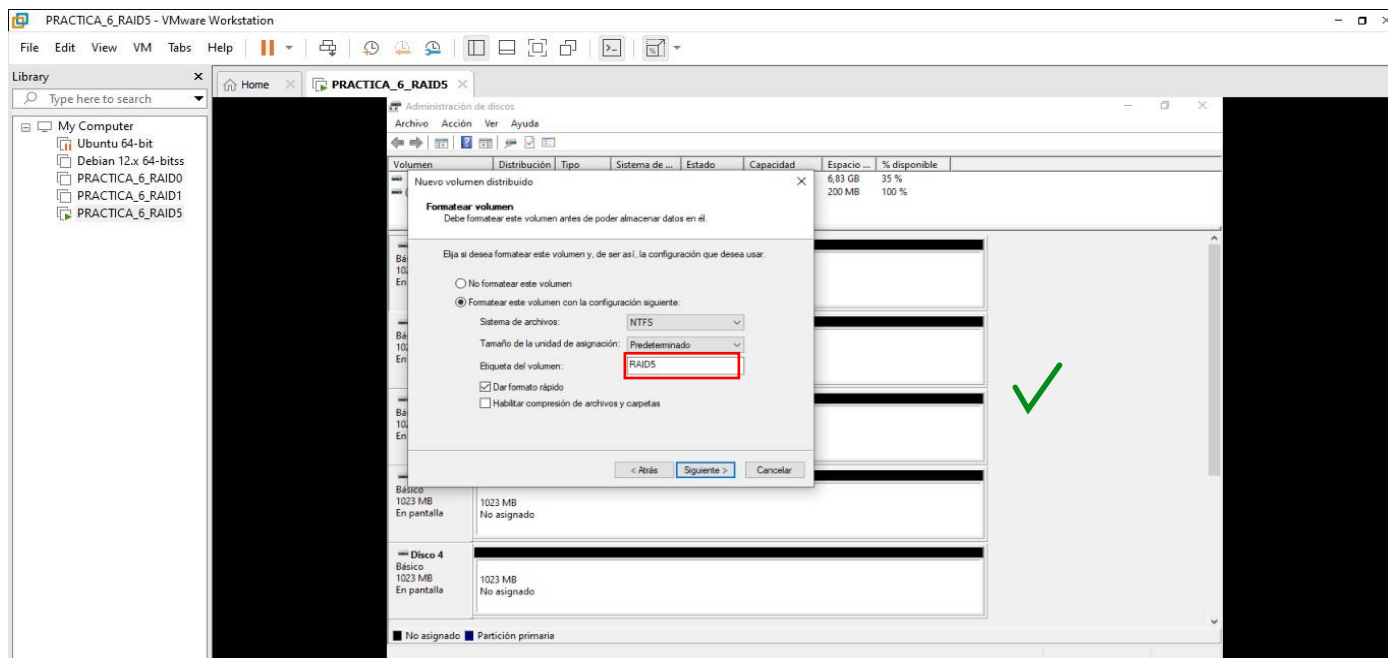 PRACTICA_6_RAID5 - VMware Workstation
File Edit View VM Tabs Help
Library
Home
PRACTICA_6_RAID5
Type here to search
My Computer
Ubuntu 64-bit
Debian 12.x 64-bitss
PRACTICA_6_RAID0
PRACTICA_6_RAID1
PRACTICA_6_RAID5
Administración de discos
Archivo Acción Ver Ayuda
Volumen Distribución Tipo Sistema de ... Estado Capacidad Espacio ... % disponible
6,83 GB 35 %
200 MB 100 %
Nuevo volumen distribuido
Formatear volumen
Debe formatear este volumen antes de poder almacenar datos en él.
Elija si desea formatear este volumen y, de ser así, la configuración que desea usar.
No formatear este volumen
Formatear este volumen con la configuración siguiente:
Sistema de archivos: NTFS
Tamaño de la unidad de asignación: Predeterminado
Etiqueta del volumen: RAID5
Dar formato rápido
Habilitar compresión de archivos y carpetas
< Atrás Siguiente > Cancelar
Básico
1023 MB
En pantalla
1023 MB
No asignado
Disco 4
Básico
1023 MB
En pantalla
1023 MB
No asignado
No asignado Partición primaria